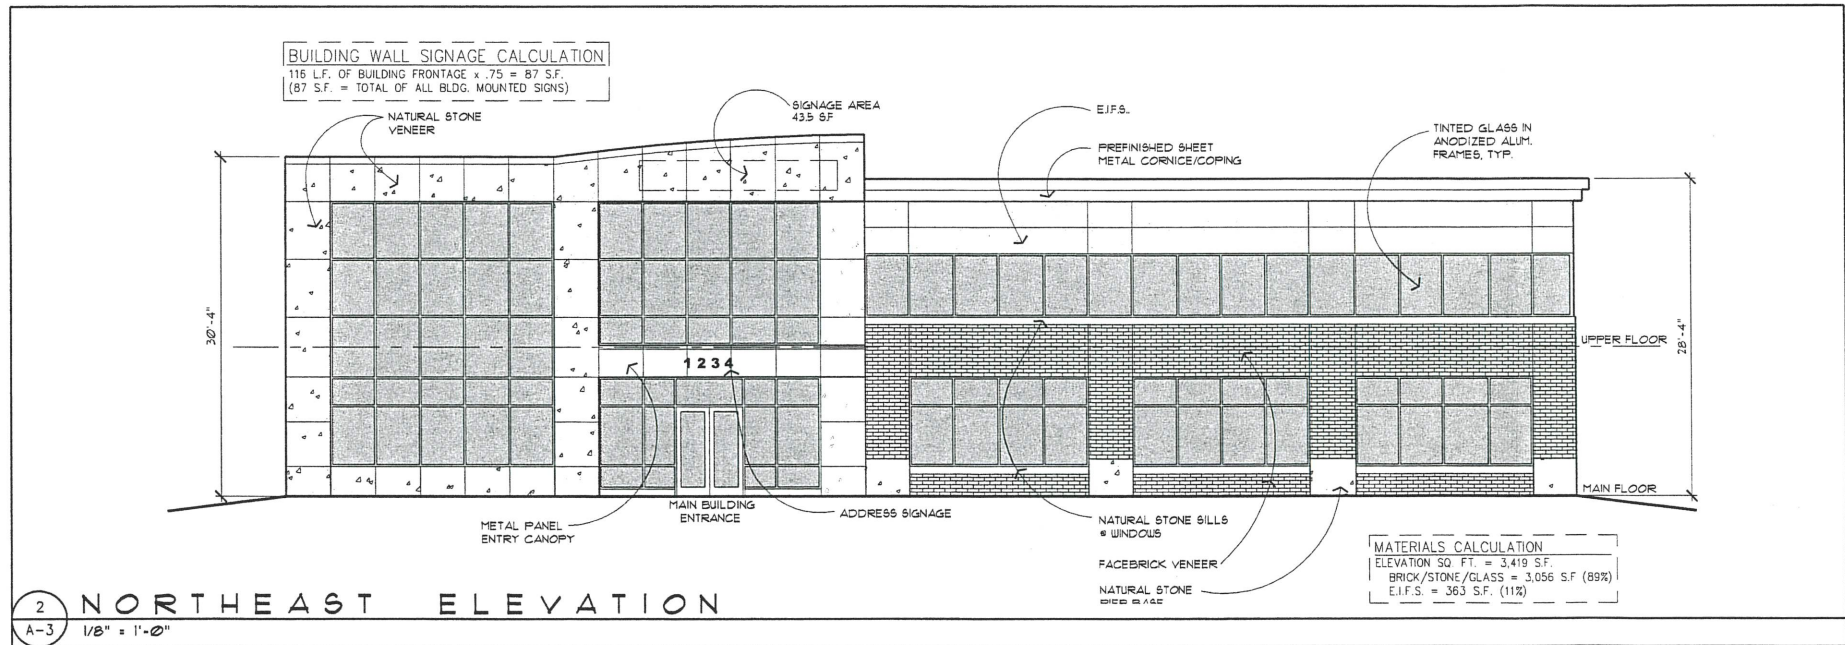 BUILDING WALL SIGNAGE CALCULATION
116 L.F. OF BUILDING FRONTAGE x .75 = 87 S.F.
(87 S.F. = TOTAL OF ALL BLDG. MOUNTED SIGNS)
NATURAL STONE
VENEER
SIGNAGE AREA
43.5 SF
E.I.F.S.
PREFINISHED SHEET
METAL CORNICE/COPING
TINTED GLASS IN
ANODIZED ALUM.
FRAMES, TYP.
30'-4"
28'-4"
1234
UPPER FLOOR
MAIN FLOOR
MAIN BUILDING
ENTRANCE
ADDRESS SIGNAGE
METAL PANEL
ENTRY CANOPY
NATURAL STONE SILLS
@ WINDOWS
FACEBRICK VENEER
NATURAL STONE
PIER BASE
MATERIALS CALCULATION
ELEVATION SQ. FT. = 3,419 S.F.
BRICK/STONE/GLASS = 3,056 S.F (89%)
E.I.F.S. = 363 S.F. (11%)
2
A-3
NORTHEAST ELEVATION
1/8" = 1'-0"